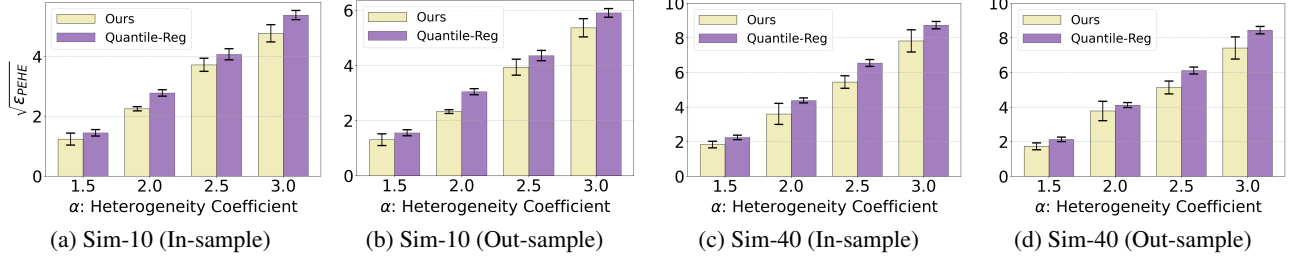 √ε_PEHE
4
2
0
Ours
Quantile-Reg
1.5 2.0 2.5 3.0
α: Heterogeneity Coefficient
(a) Sim-10 (In-sample)
6
4
2
0
Ours
Quantile-Reg
1.5 2.0 2.5 3.0
α: Heterogeneity Coefficient
(b) Sim-10 (Out-sample)
10
8
6
4
2
0
Ours
Quantile-Reg
1.5 2.0 2.5 3.0
α: Heterogeneity Coefficient
(c) Sim-40 (In-sample)
10
8
6
4
2
0
Ours
Quantile-Reg
1.5 2.0 2.5 3.0
α: Heterogeneity Coefficient
(d) Sim-40 (Out-sample)